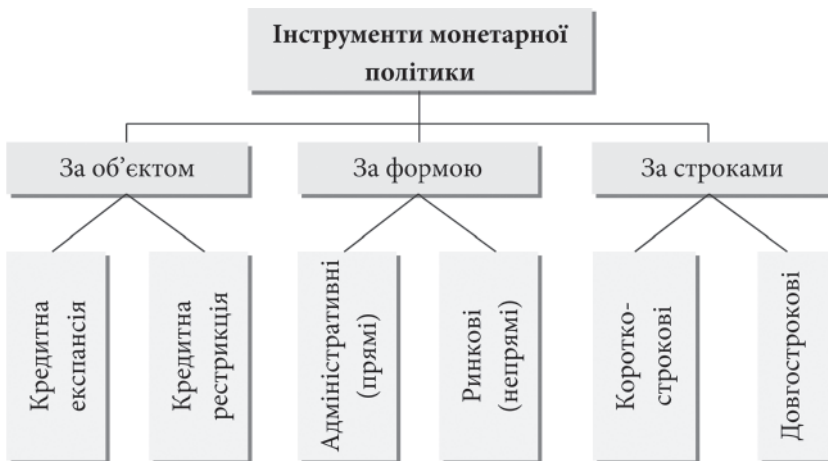 Інструменти монетарної
політики
За об’єктом
За формою
За строками
Кредитна
експансія
Кредитна
рестрикція
Адміністративні
(прямі)
Ринкові
(непрямі)
Коротко-
строкові
Довгострокові